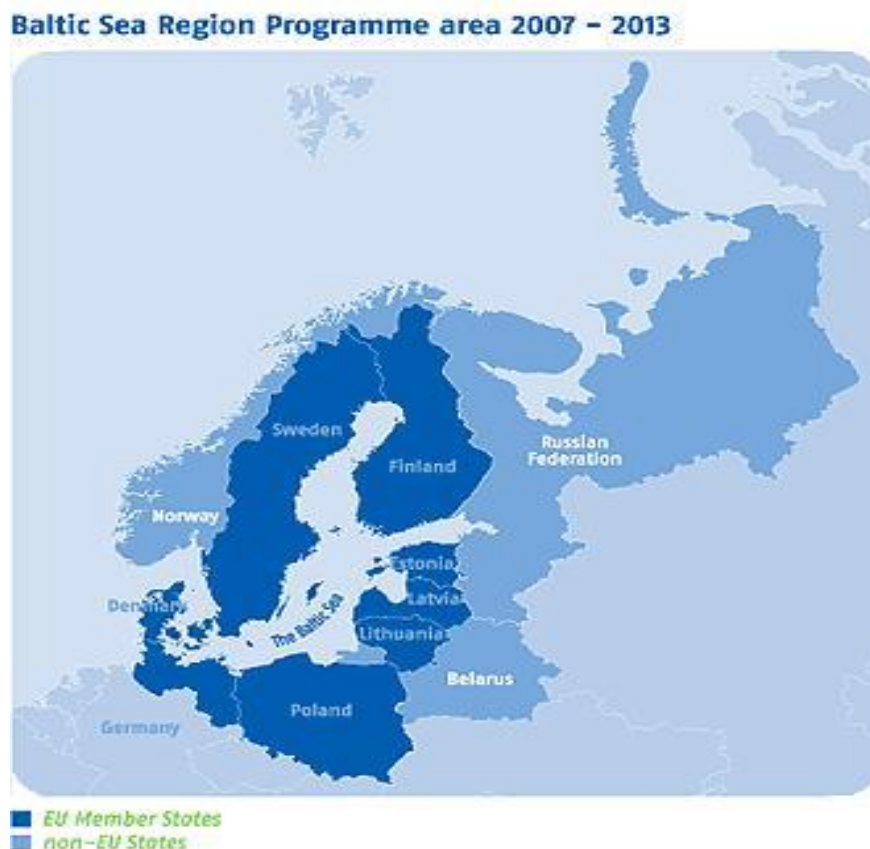 Baltic Sea Region Programme area 2007 – 2013
Sweden
Finland
Russian
Federation
Norway
Estonia
Denmark
Latvia
The Baltic Sea
Lithuania
Belarus
Poland
Germany
EU Member States
non-EU States